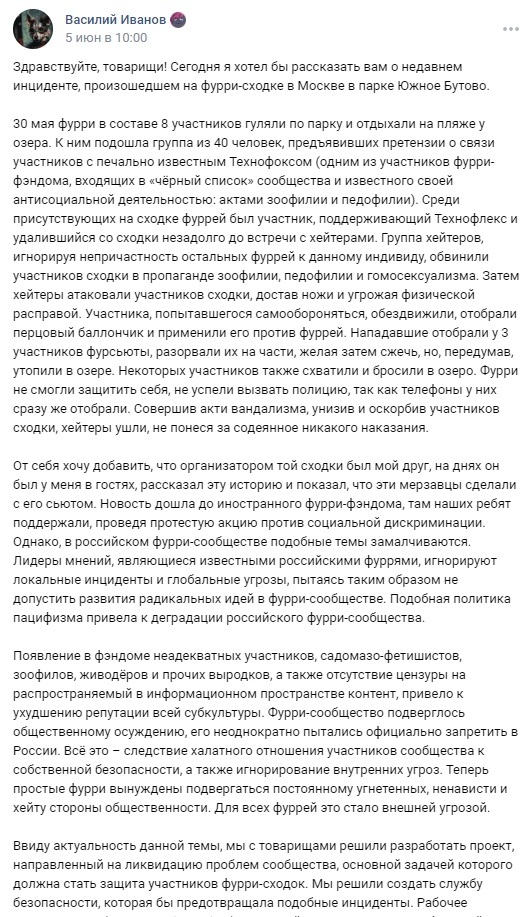 Василий Иванов
5 июн в 10:00
Здравствуйте, товарищи! Сегодня я хотел бы рассказать вам о недавнем
инциденте, произошедшем на фурри-сходке в Москве в парке Южное Бутово.
30 мая фурри в составе 8 участников гуляли по парку и отдыхали на пляже у
озера. К ним подошла группа из 40 человек, предъявивших претензии о связи
участников с печально известным Технофоксом (одним из участников фурри-
фэндома, входящих в «чёрный список» сообщества и известного своей
антисоциальной деятельностью: актами зоофилии и педофилии). Среди
присутствующих на сходке фуррей был участник, поддерживающий Технофлекс и
удалившийся со сходки незадолго до встречи с хейтерами. Группа хейтеров,
игнорируя непричастность остальных фуррей к данному индивиду, обвинили
участников сходки в пропаганде зоофилии, педофилии и гомосексуализма. Затем
хейтеры атаковали участников сходки, достав ножи и угрожая физической
расправой. Участника, попытавшегося самообороняться, обездвижили, отобрали
перцовый баллончик и применили его против фуррей. Нападавшие отобрали у 3
участников фурсьюты, разорвали их на части, желая затем сжечь, но, передумав,
утопили в озере. Некоторых участников также схватили и бросили в озеро. Фурри
не смогли защитить себя, не успели вызвать полицию, так как телефоны у них
сразу же отобрали. Совершив акти вандализма, унизив и оскорбив участников
сходки, хейтеры ушли, не понеся за содеянное никакого наказания.
От себя хочу добавить, что организатором той сходки был мой друг, на днях он
был у меня в гостях, рассказал эту историю и показал, что эти мерзавцы сделали
с его сьютом. Новость дошла до иностранного фурри-фэндома, там наших ребят
поддержали, проведя протестую акцию против социальной дискриминации.
Однако, в российском фурри-сообществе подобные темы замалчиваются.
Лидеры мнений, являющиеся известными российскими фуррями, игнорируют
локальные инциденты и глобальные угрозы, пытаясь таким образом не
допустить развития радикальных идей в фурри-сообществе. Подобная политика
пацифизма привела к деградации российского фурри-сообщества.
Появление в фэндоме неадекватных участников, садомазо-фетишистов,
зоофилов, живодёров и прочих выродков, а также отсутствие цензуры на
распространяемый в информационном пространстве контент, привело к
ухудшению репутации всей субкультуры. Фурри-сообщество подверглось
общественному осуждению, его неоднократно пытались официально запретить в
России. Всё это – следствие халатного отношения участников сообщества к
собственной безопасности, а также игнорирование внутренних угроз. Теперь
простые фурри вынуждены подвергаться постоянному угнетенных, ненависти и
хейту стороны общественности. Для всех фуррей это стало внешней угрозой.
Ввиду актуальность данной темы, мы с товарищами решили разработать проект,
направленный на ликвидацию проблем сообщества, основной задачей которого
должна стать защита участников фурри-сходок. Мы решили создать службу
безопасности, которая бы предотвращала подобные инциденты. Рабочее